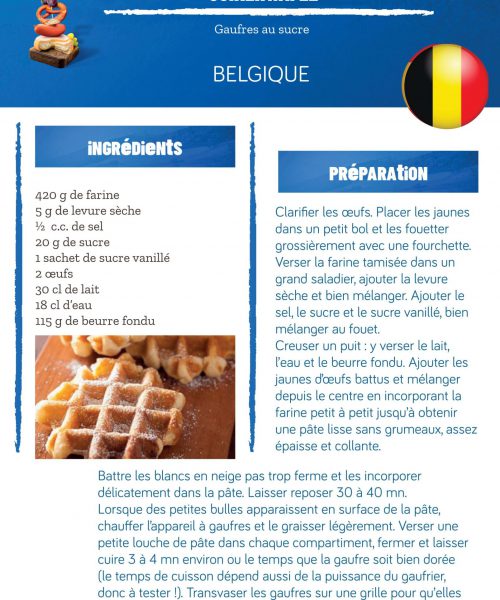 Gaufres au sucre
BELGIQUE
iNGRédieNts
420 g de farine
5 g de levure sèche
½ c.c. de sel
20 g de sucre
1 sachet de sucre vanillé
2 œufs
30 cl de lait
18 cl d’eau
115 g de beurre fondu
PRéPARatioN
Clarifier les œufs. Placer les jaunes
dans un petit bol et les fouetter
grossièrement avec une fourchette.
Verser la farine tamisée dans un
grand saladier, ajouter la levure
sèche et bien mélanger. Ajouter le
sel, le sucre et le sucre vanillé, bien
mélanger au fouet.
Creuser un puit : y verser le lait,
l’eau et le beurre fondu. Ajouter les
jaunes d’œufs battus et mélanger
depuis le centre en incorporant la
farine petit à petit jusqu’à obtenir
une pâte lisse sans grumeaux, assez
épaisse et collante.
Battre les blancs en neige pas trop ferme et les incorporer
délicatement dans la pâte. Laisser reposer 30 à 40 mn.
Lorsque des petites bulles apparaissent en surface de la pâte,
chauffer l’appareil à gaufres et le graisser légèrement. Verser une
petite louche de pâte dans chaque compartiment, fermer et laisser
cuire 3 à 4 mn environ ou le temps que la gaufre soit bien dorée
(le temps de cuisson dépend aussi de la puissance du gaufrier,
donc à tester !). Transvaser les gaufres sur une grille pour qu’elles